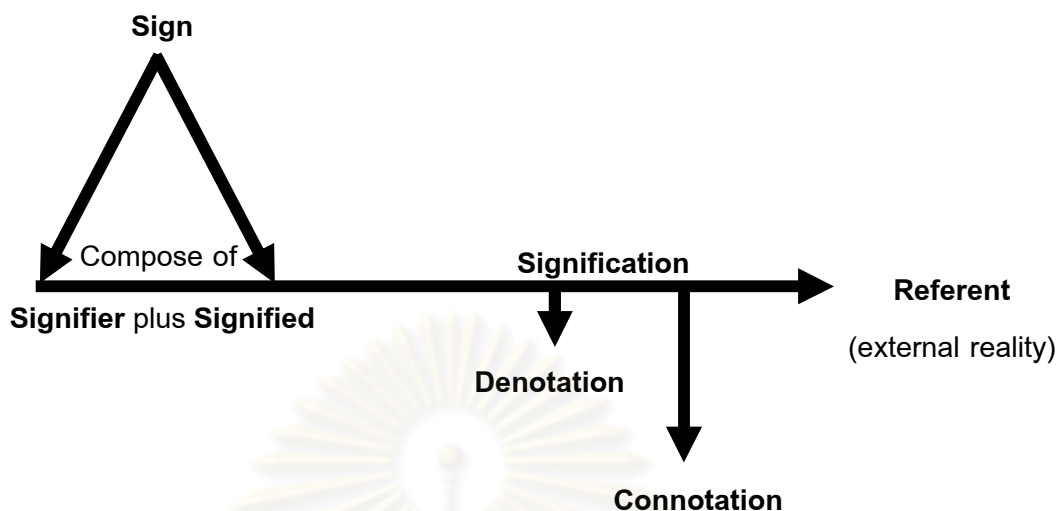 Sign
Compose of
Signification
Referent
Signifier plus Signified
(external reality)
Denotation
Connotation